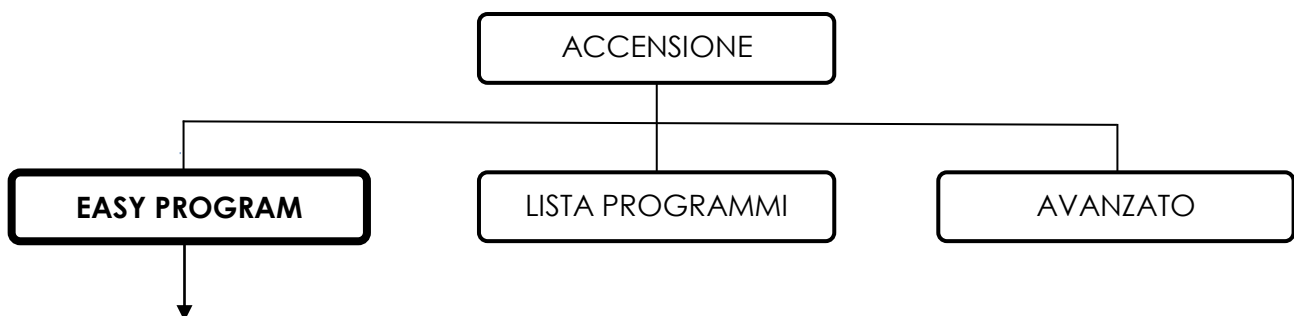 ACCENSIONE
EASY PROGRAM
LISTA PROGRAMMI
AVANZATO